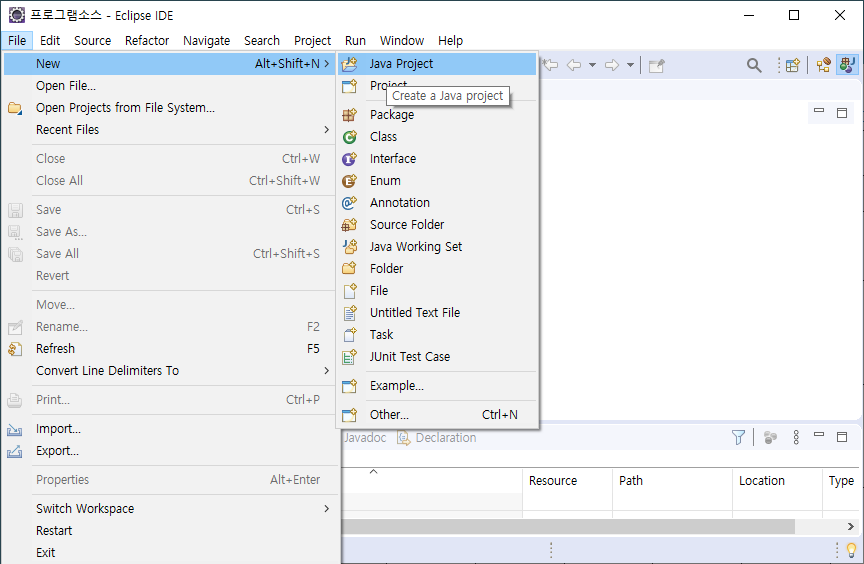 프로그램소스 - Eclipse IDE
File Edit Source Refactor Navigate Search Project Run Window Help
New Alt+Shift+N >
Open File...
Open Projects from File System...
Recent Files >
Close Ctrl+W
Close All Ctrl+Shift+W
Save Ctrl+S
Save As...
Save All Ctrl+Shift+S
Revert
Move...
Rename... F2
Refresh F5
Convert Line Delimiters To >
Print... Ctrl+P
Import...
Export...
Properties Alt+Enter
Switch Workspace >
Restart
Exit
Java Project
Project...
Create a Java project
Package
Class
Interface
Enum
Annotation
Source Folder
Java Working Set
Folder
File
Untitled Text File
Task
JUnit Test Case
Example...
Other... Ctrl+N
Javadoc Declaration
Resource Path Location Type